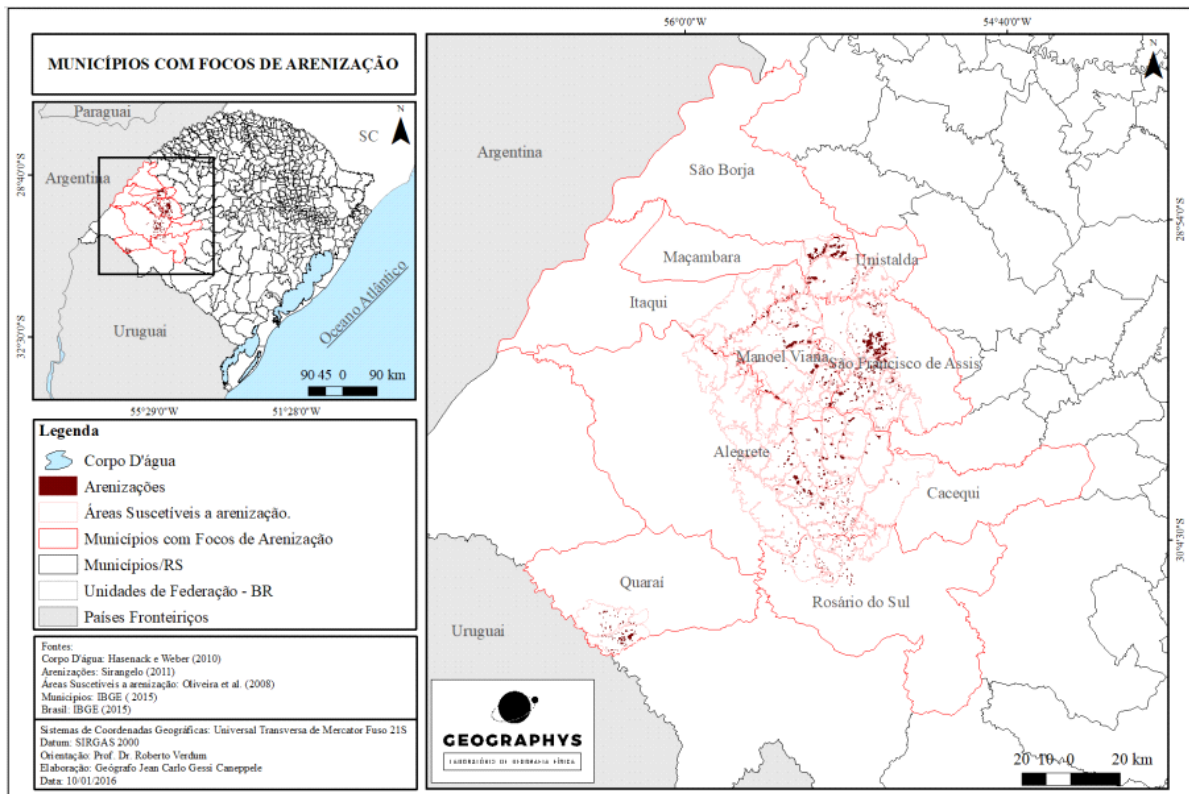 MUNICÍPIOS COM FOCOS DE ARENIZAÇÃO
Paraguai
N
SC
28°40'0"S
Argentina
32°30'0"S
Uruguai
Oceano Atlântico
90 45 0 90 km
55°29'0"W 51°28'0"W
Legenda
Corpo D'água
Arenizações
Áreas Suscetíveis a arenização.
Municípios com Focos de Arenização
Municípios/RS
Unidades de Federação - BR
Países Fronteiriços
Fontes:
Corpo D'água: Hasenack e Weber (2010)
Arenizações: Sirangelo (2011)
Áreas Suscetiveis a arenização: Oliveira et al. (2008)
Municipios: IBGE ( 2015)
Brasil: IBGE (2015)
Sistemas de Coordenadas Geográficas: Universal Transversa de Mercator Fuso 21S
Datum: SIRGAS 2000
Orientação: Prof. Dr. Roberto Verdum
Elaboração: Geógrafo Jean Carlo Gessi Caneppele
Data: 10/01/2016
56°0'0"W 54°40'0"W
N
Argentina
São Borja
28°54'0"S
Maçambara
Unistalda
Itaqui
Manoel Viana
São Francisco de Assis
Alegrete
Cacequi
30°4'30"S
Quaraí
Rosário do Sul
Uruguai
GEOGRAPHYS
LABORATÓRIO DE GEOGRAFIA FÍSICA
20 10 0 20 km